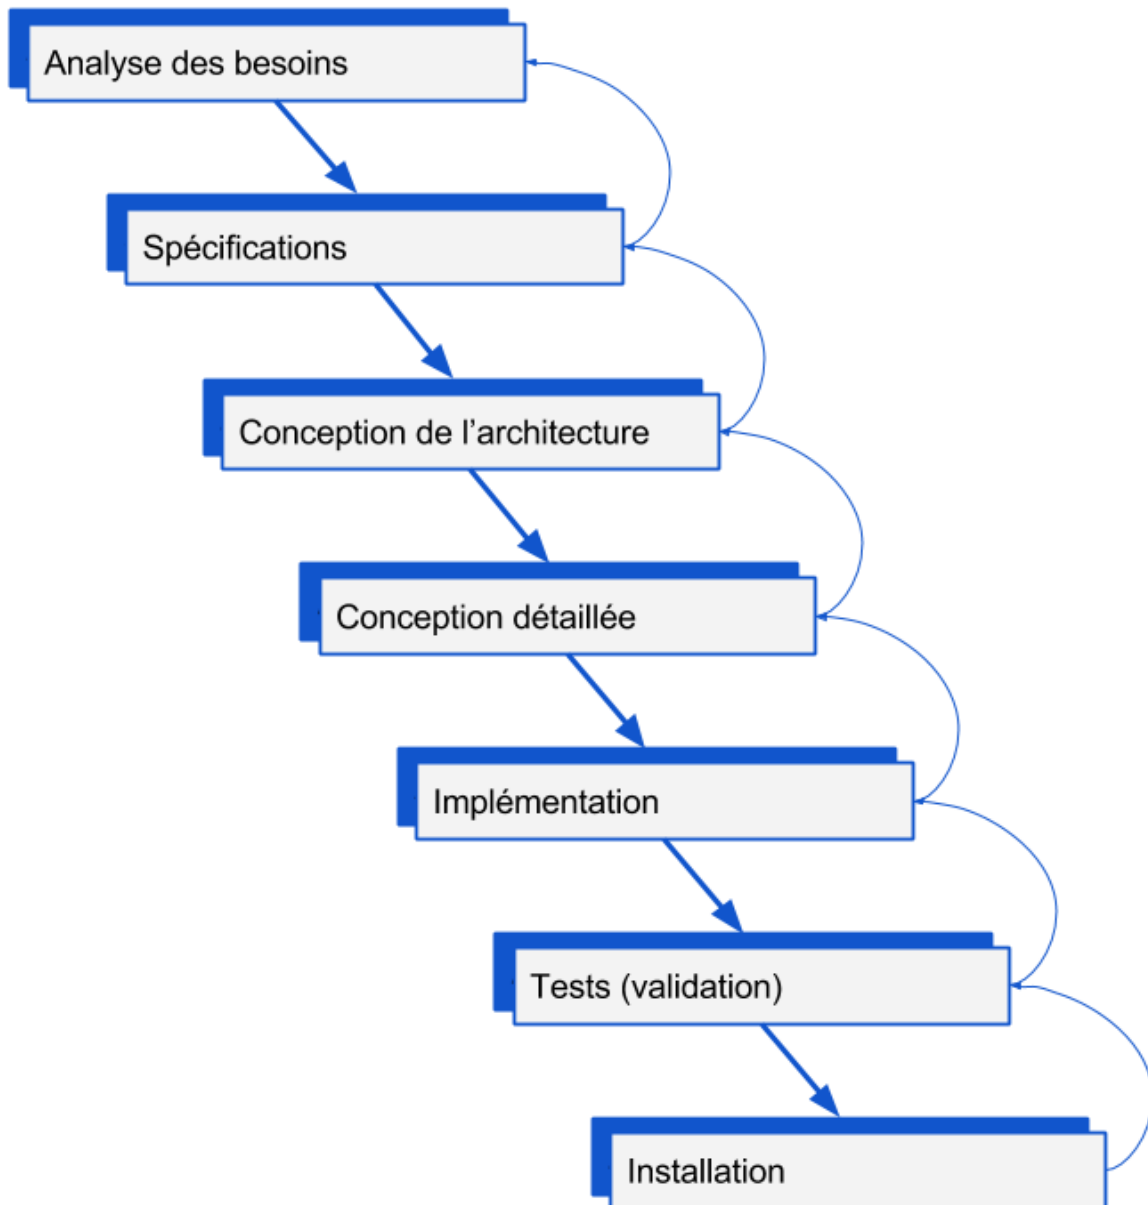 Analyse des besoins
Spécifications
Conception de l’architecture
Conception détaillée
Implémentation
Tests (validation)
Installation